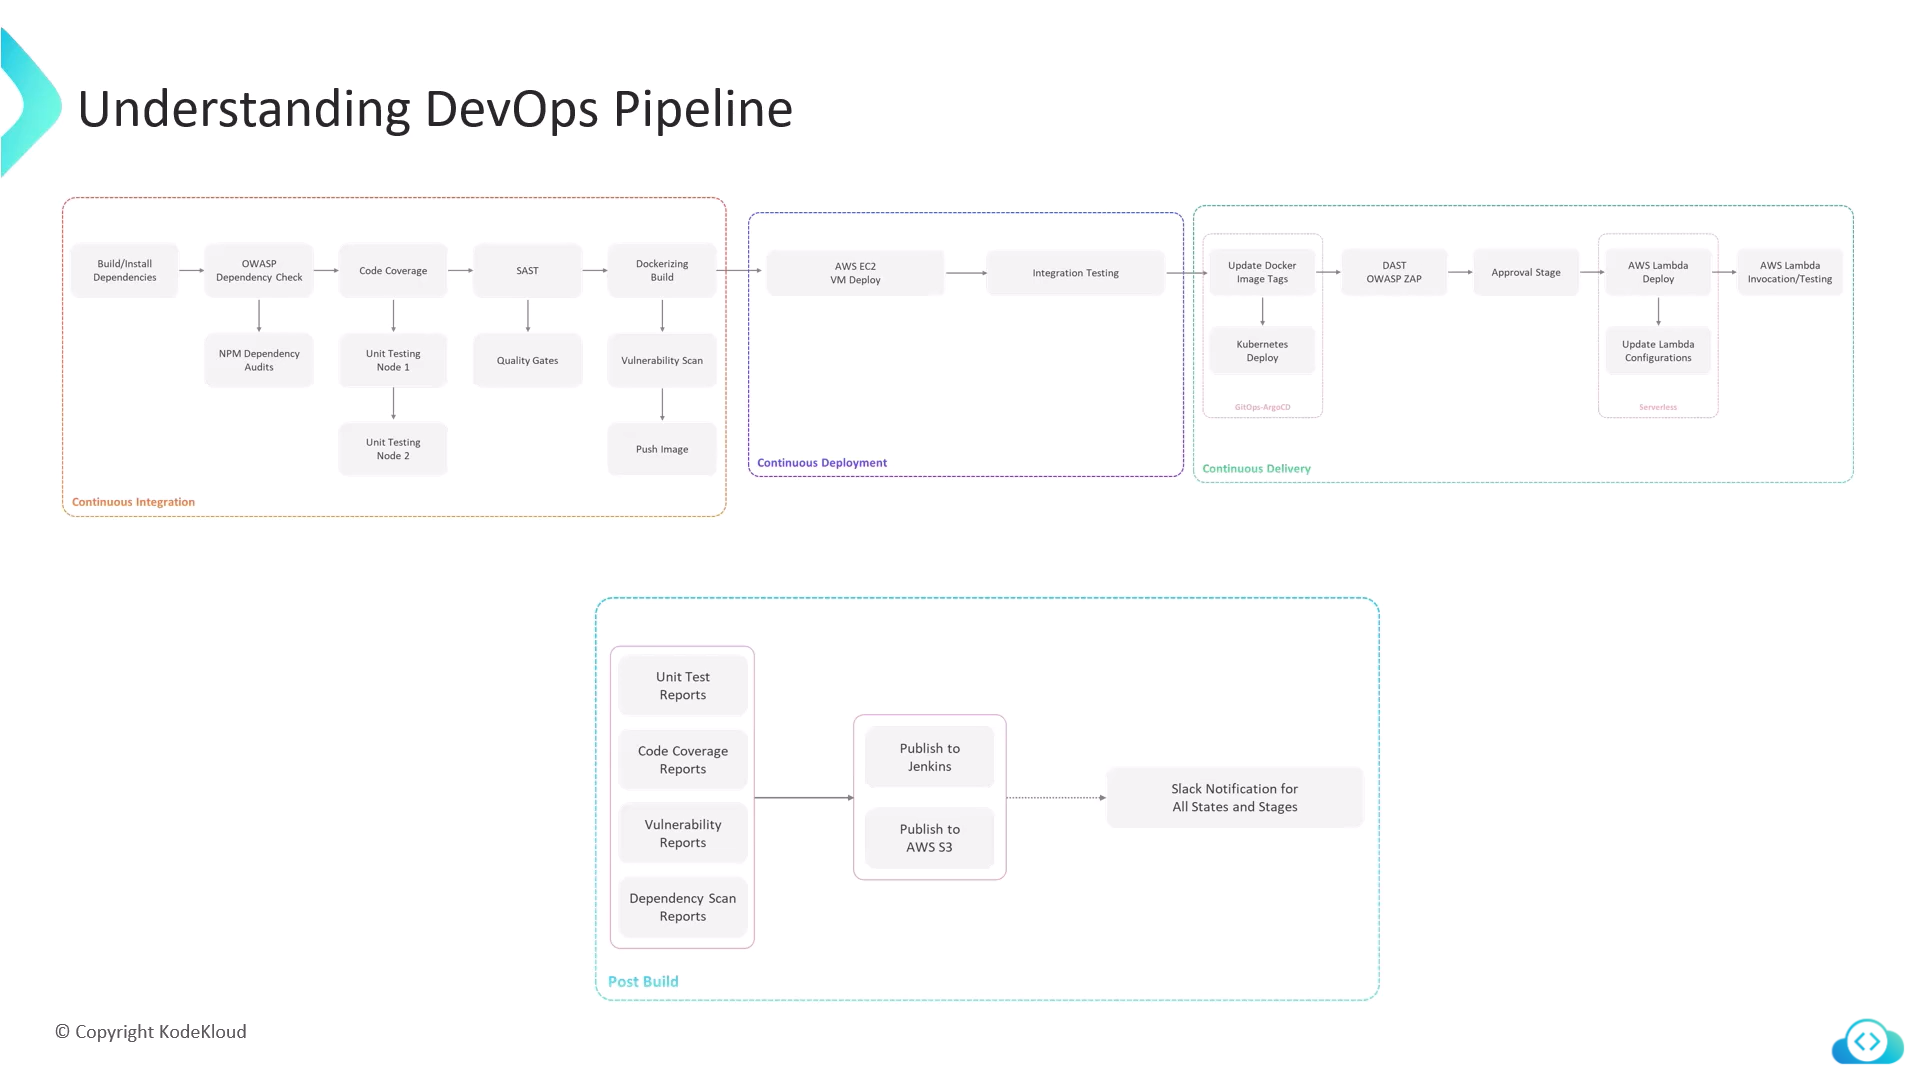 Understanding DevOps Pipeline
Build/Install
Dependencies
OWASP
Dependency Check
NPM Dependency
Audits
Code Coverage
Unit Testing
Node 1
Unit Testing
Node 2
SAST
Quality Gates
Dockerizing
Build
Vulnerability Scan
Push Image
Continuous Integration
AWS EC2
VM Deploy
Integration Testing
Continuous Deployment
Update Docker
Image Tags
Kubernetes
Deploy
GitOps-ArgoCD
DAST
OWASP ZAP
Approval Stage
AWS Lambda
Deploy
Update Lambda
Configurations
Serverless
AWS Lambda
Invocation/Testing
Continuous Delivery
Unit Test
Reports
Code Coverage
Reports
Vulnerability
Reports
Dependency Scan
Reports
Publish to
Jenkins
Publish to
AWS S3
Slack Notification for
All States and Stages
Post Build
© Copyright KodeKloud